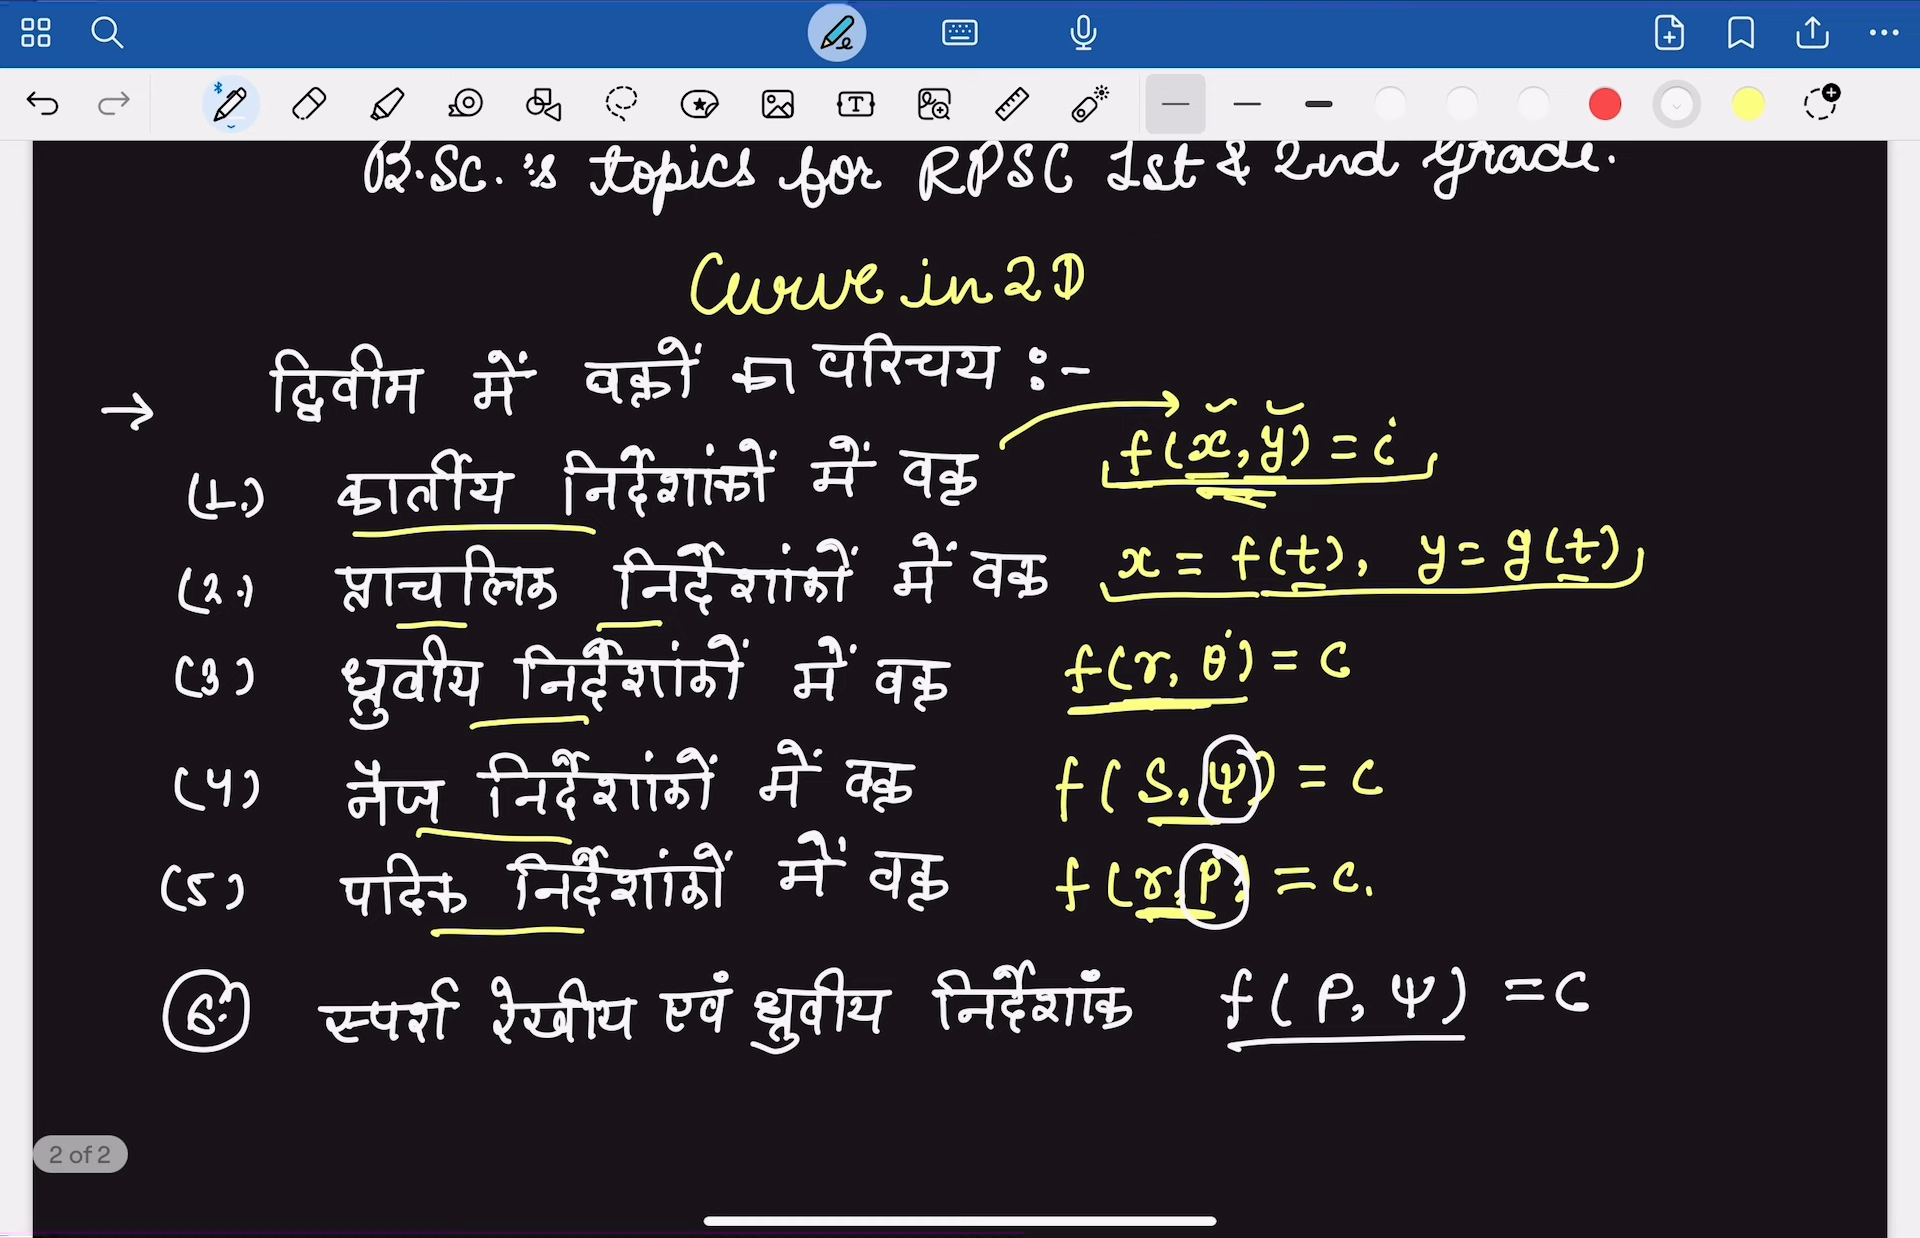 B.Sc.'s topics for RPSC 1st & 2nd Grade.
Curve in 2D
→ द्विवीम में वक्रों का परिचय :-
(1.) कार्तीय निर्देशांकों में वक्र f(x, y) = c
(2.) प्राचलिक निर्देशांकों में वक्र x = f(t), y = g(t)
(3) ध्रुवीय निर्देशांकों में वक्र f(r, θ) = c
(4) नैज निर्देशांकों में वक्र f(s, ψ) = c
(5) पदिक निर्देशांकों में वक्र f(r, p) = c.
6. स्पर्श रेखीय एवं ध्रुवीय निर्देशांक f(P, ψ) = C
2 of 2